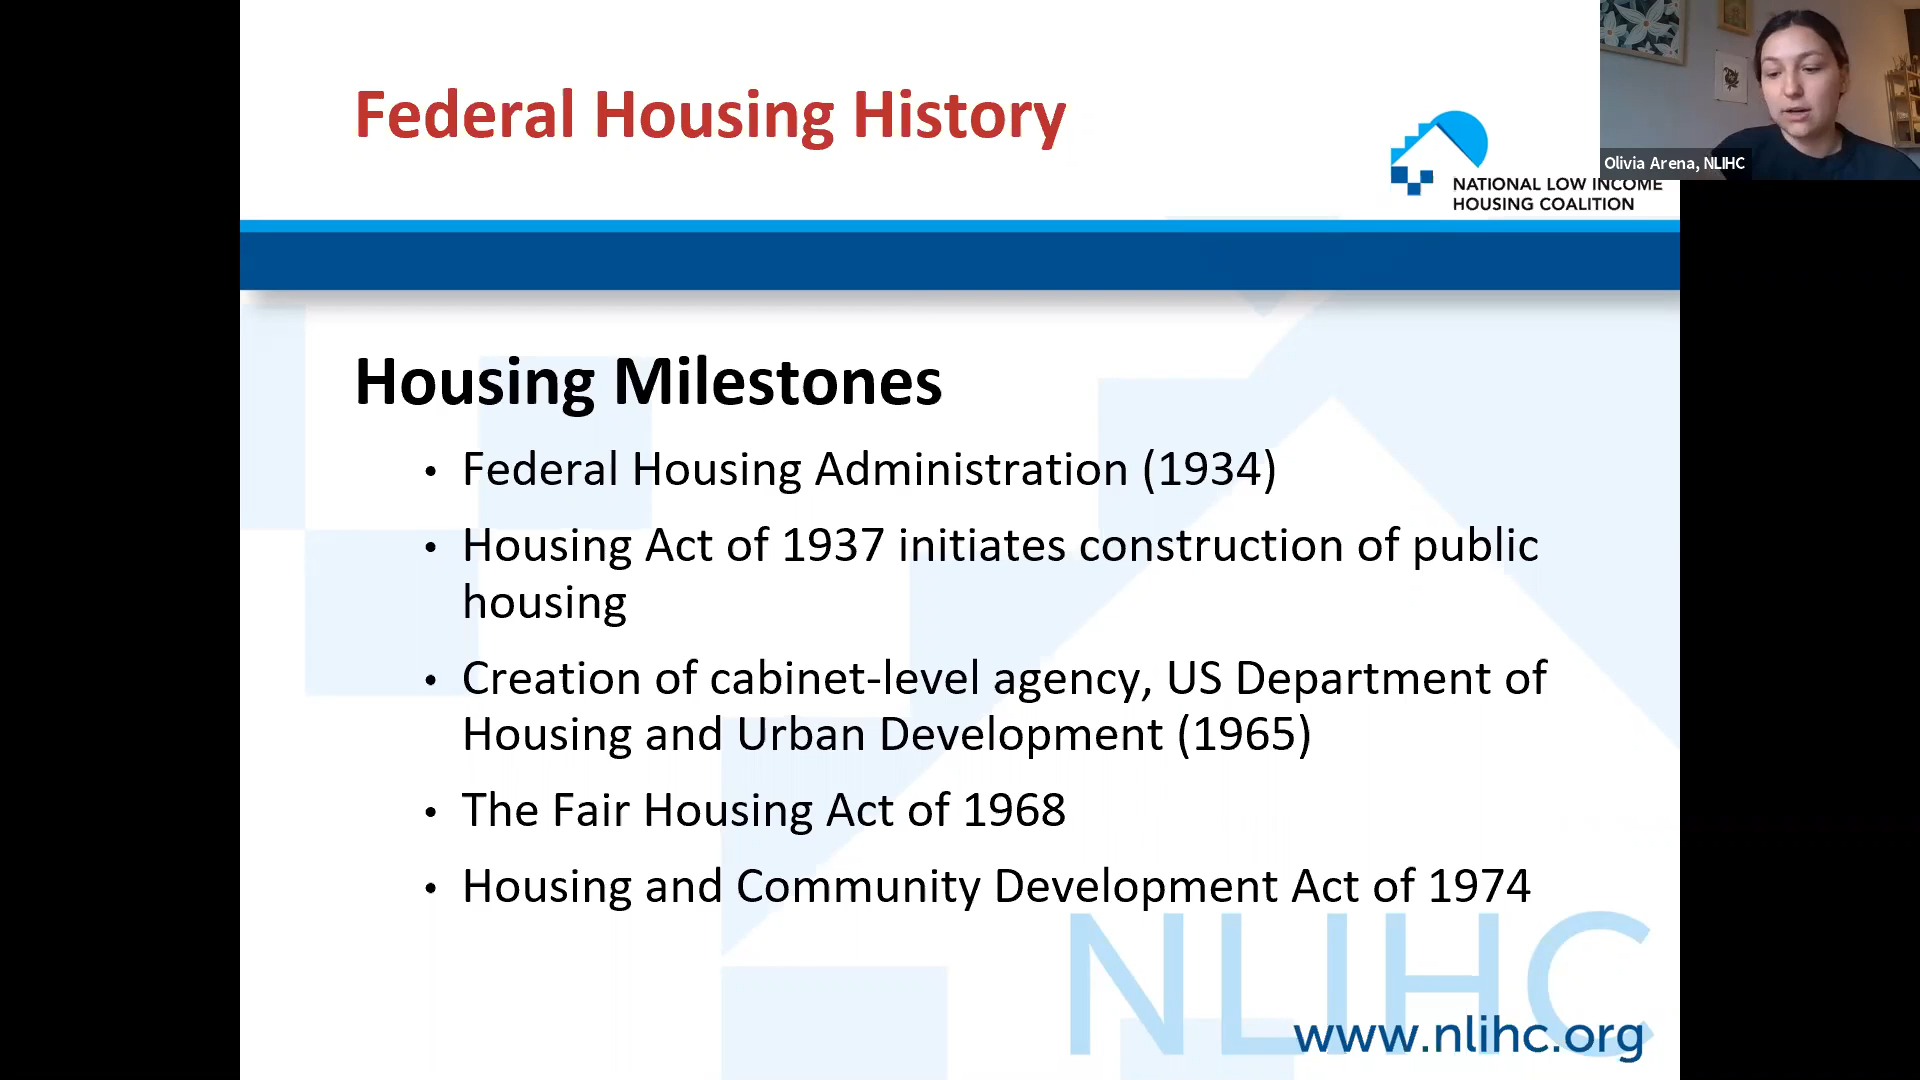 Federal Housing History
NATIONAL LOW INCOME
HOUSING COALITION
Olivia Arena, NLIHC
Housing Milestones
• Federal Housing Administration (1934)
• Housing Act of 1937 initiates construction of public
housing
• Creation of cabinet-level agency, US Department of
Housing and Urban Development (1965)
• The Fair Housing Act of 1968
• Housing and Community Development Act of 1974
NLIHC
www.nlihc.org